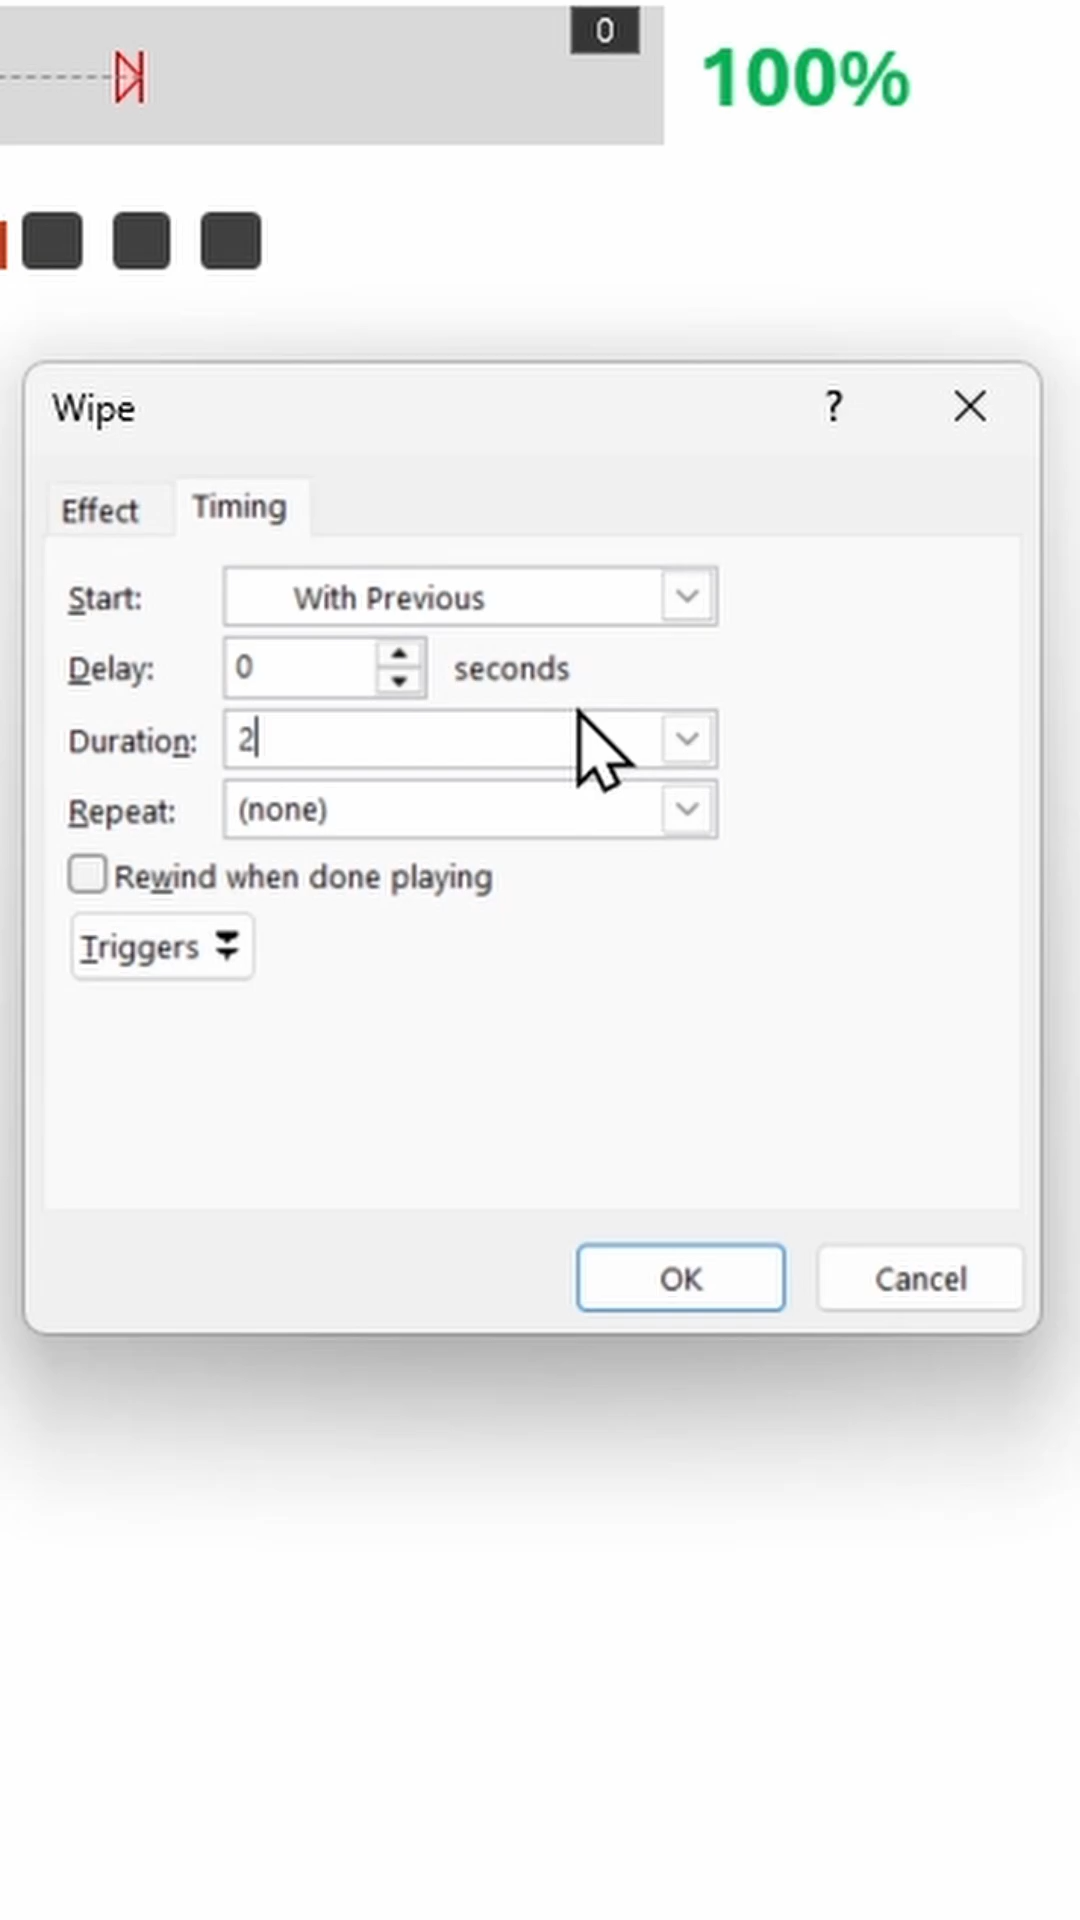 0
100%
Wipe ?
Effect Timing
Start: With Previous
Delay: 0 seconds
Duration: 2
Repeat: (none)
Rewind when done playing
Triggers
OK Cancel